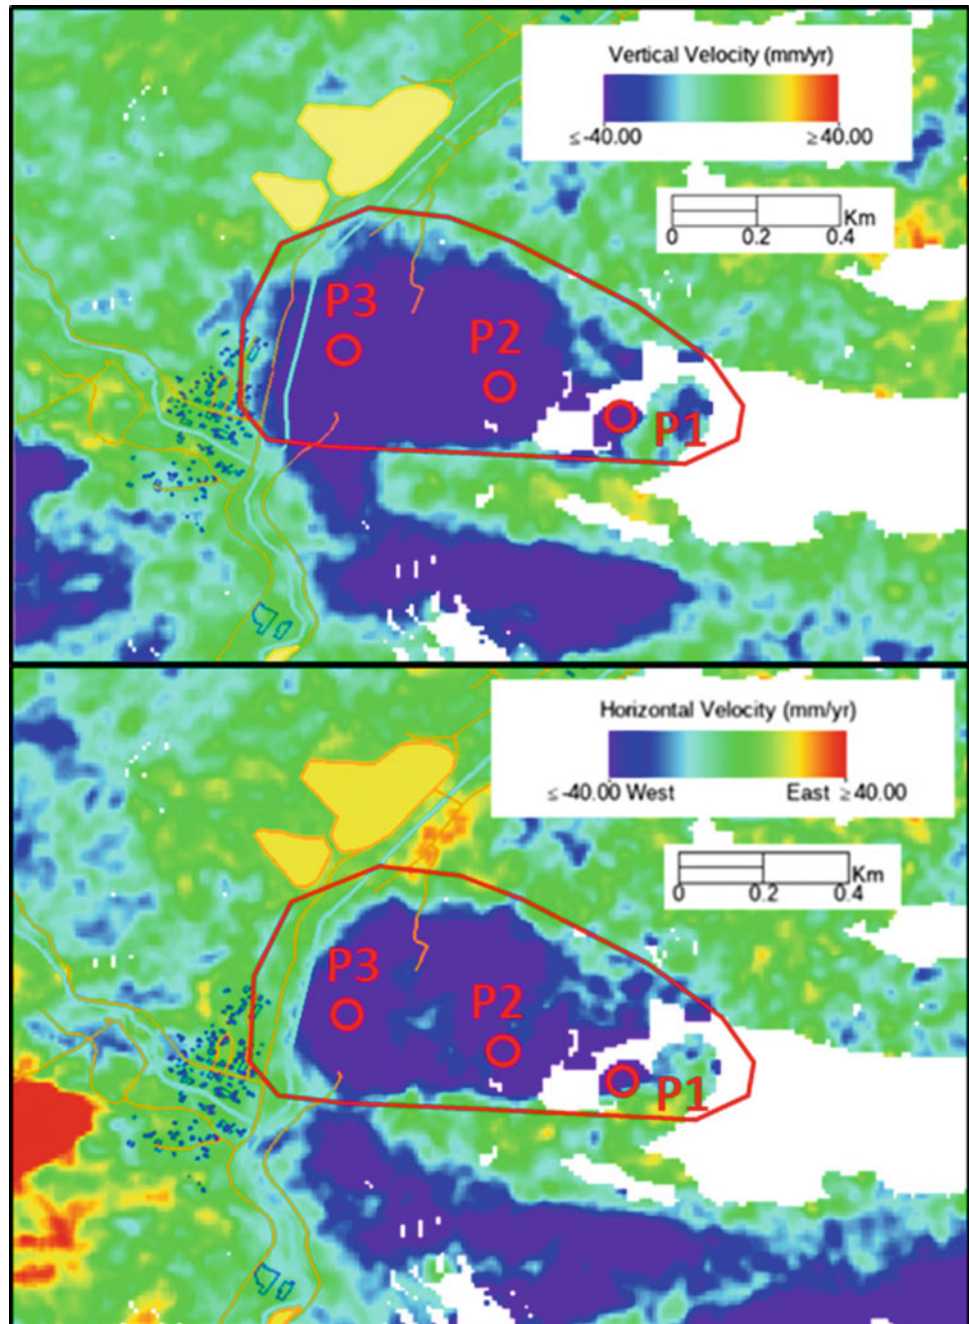 Vertical Velocity (mm/yr)
≤-40.00 ≥40.00
Km
0 0.2 0.4
P3
P2
P1
Horizontal Velocity (mm/yr)
≤ -40.00 West East ≥ 40.00
Km
0 0.2 0.4
P3
P2
P1